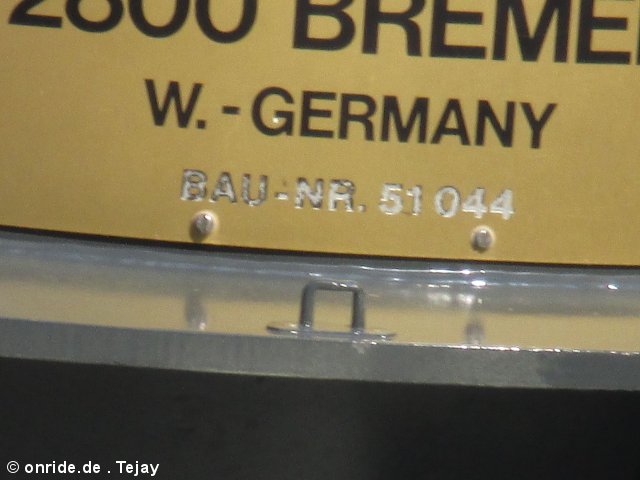 2800 BREME
W.-GERMANY
BAU-NR. 51044
© onride.de . Tejay